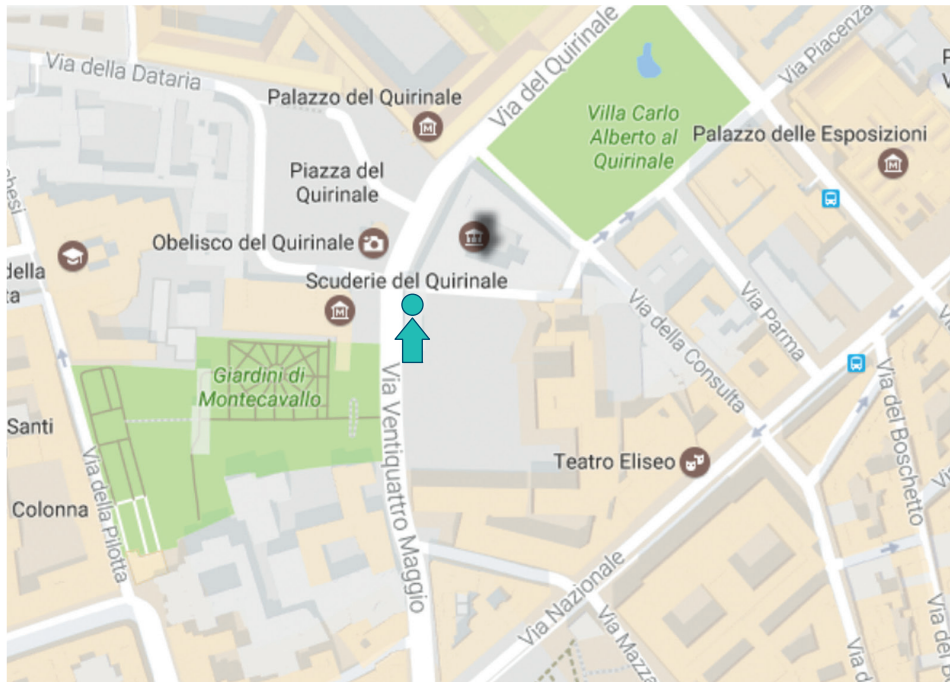 Via della Dataria
Palazzo del Quirinale
Via del Quirinale
Via Piacenza
Villa Carlo
Alberto al
Quirinale
Palazzo delle Esposizioni
Piazza del
Quirinale
Obelisco del Quirinale
Scuderie del Quirinale
Via Parma
Via della Consulta
Giardini di
Montecavallo
Via Ventiquattro Maggio
Santi
Colonna
Via della Pilotta
Teatro Eliseo
Via del Boschetto
Via Nazionale
Via Mazza
della